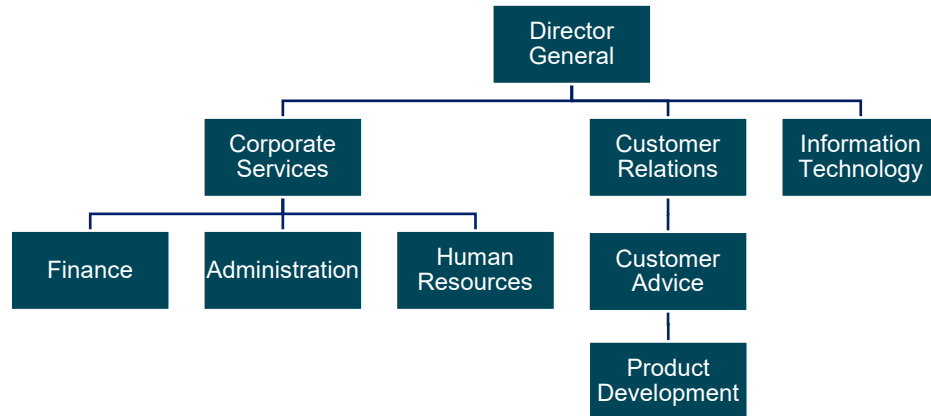 Director
General
Corporate
Services
Customer
Relations
Information
Technology
Finance
Administration
Human
Resources
Customer
Advice
Product
Development